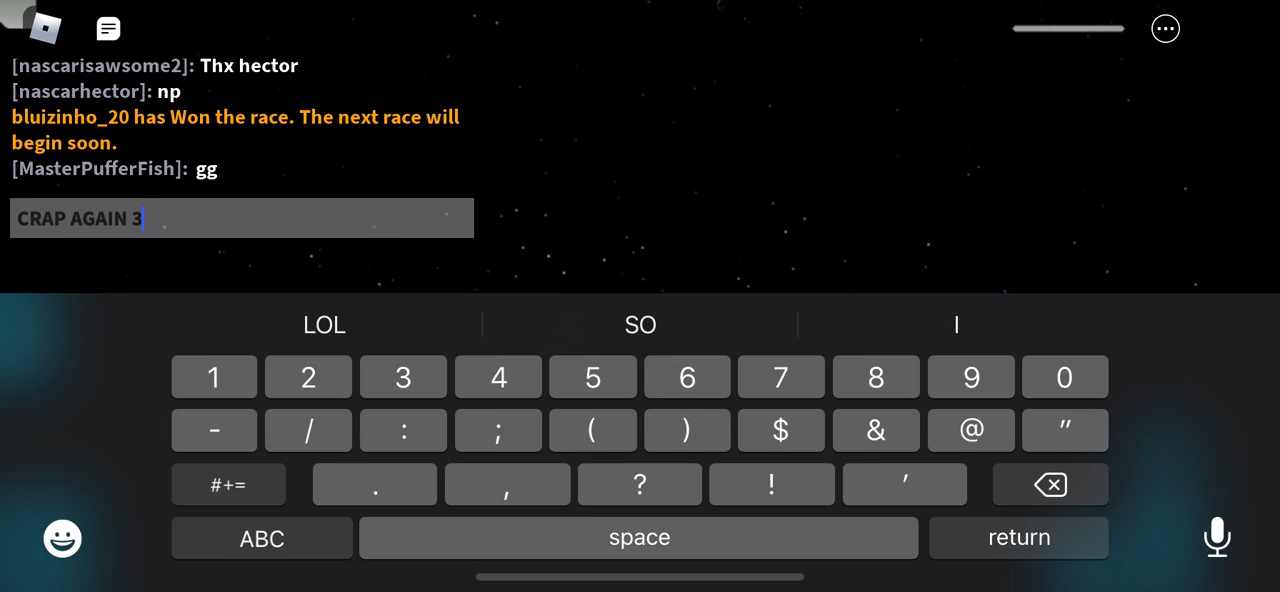 [nascarisawsome2]: Thx hector
[nascarhector]: np
bluizinho_20 has Won the race. The next race will
begin soon.
[MasterPufferFish]: gg
CRAP AGAIN 3
LOL SO I
1 2 3 4 5 6 7 8 9 0
- / : ; ( ) $ & @ "
#+= . , ? ! '
ABC space return